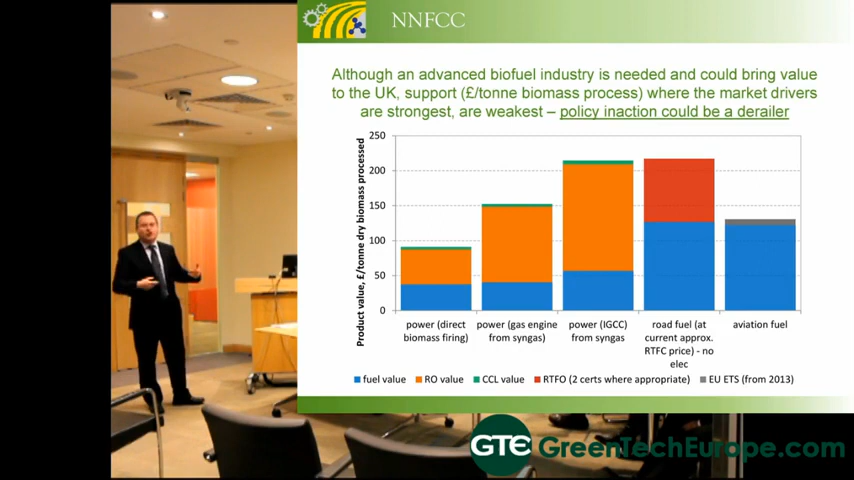 NNFCC
Although an advanced biofuel industry is needed and could bring value
to the UK, support (£/tonne biomass process) where the market drivers
are strongest, are weakest – policy inaction could be a derailer
Product value, £/tonne dry biomass processed
250
200
150
100
50
0
power (direct
biomass firing)
power (gas engine
from syngas)
power (IGCC)
from syngas
road fuel (at
current approx.
RTFC price) - no
elec
aviation fuel
fuel value
RO value
CCL value
RTFO (2 certs where appropriate)
EU ETS (from 2013)
GTE GreenTechEurope.com